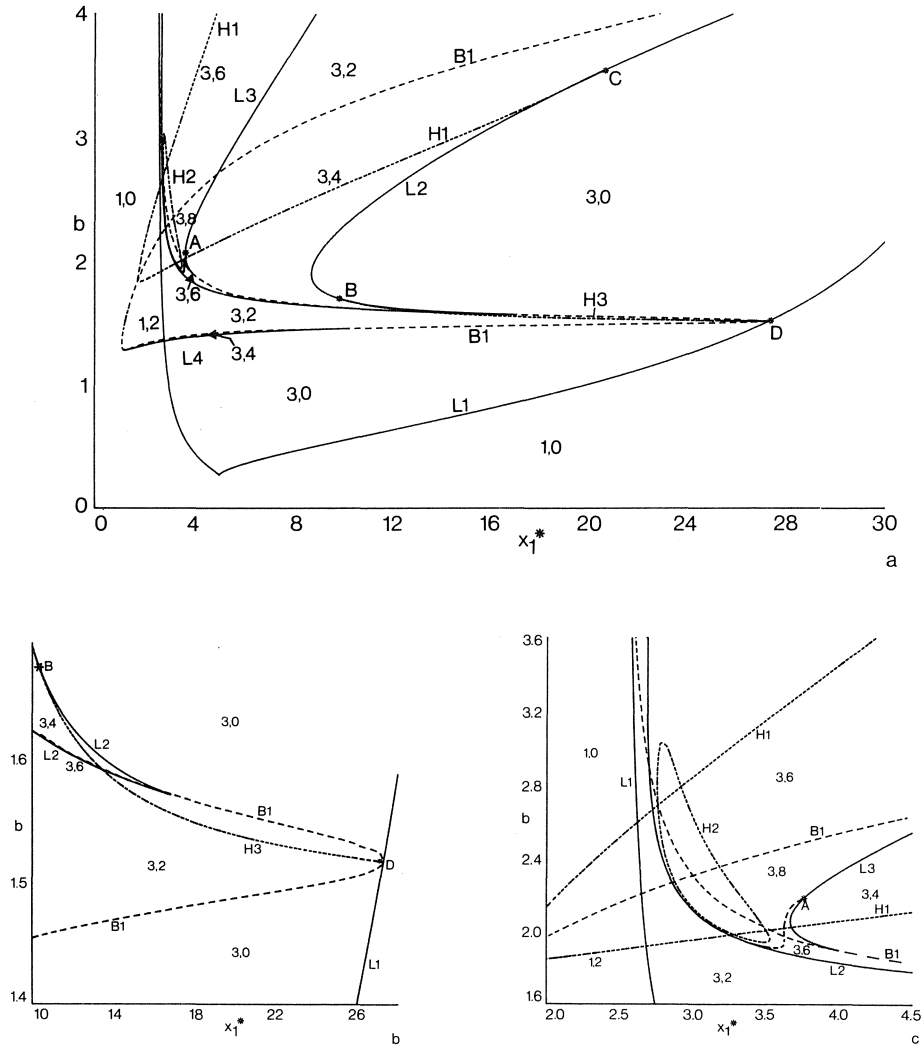 4
H1
3,6
3,2
B1
L3
C
3
H1
H2
3,4
L2
1,0
3,8
3,0
b
A
2
3,6
B
H3
3,2
1,2
B1
D
L4
3,4
1
3,0
L1
1,0
0
0 4 8 12 16 20 24 28 30
x1*
a
B
3,0
3,4
L2
1.6
L2
3,6
B1
b
H3
D
3,2
1.5
B1
3,0
L1
1.4
10 14 18 22 26
x1*
b
3.6
3.2
H1
1,0
3,6
L1
2.8
b
H2
B1
2.4
3,8
L3
A
3,4
H1
2.0
3,6
B1
1,2
L2
3,2
1.6
2.0 2.5 3.0 3.5 4.0 4.5
x1*
c